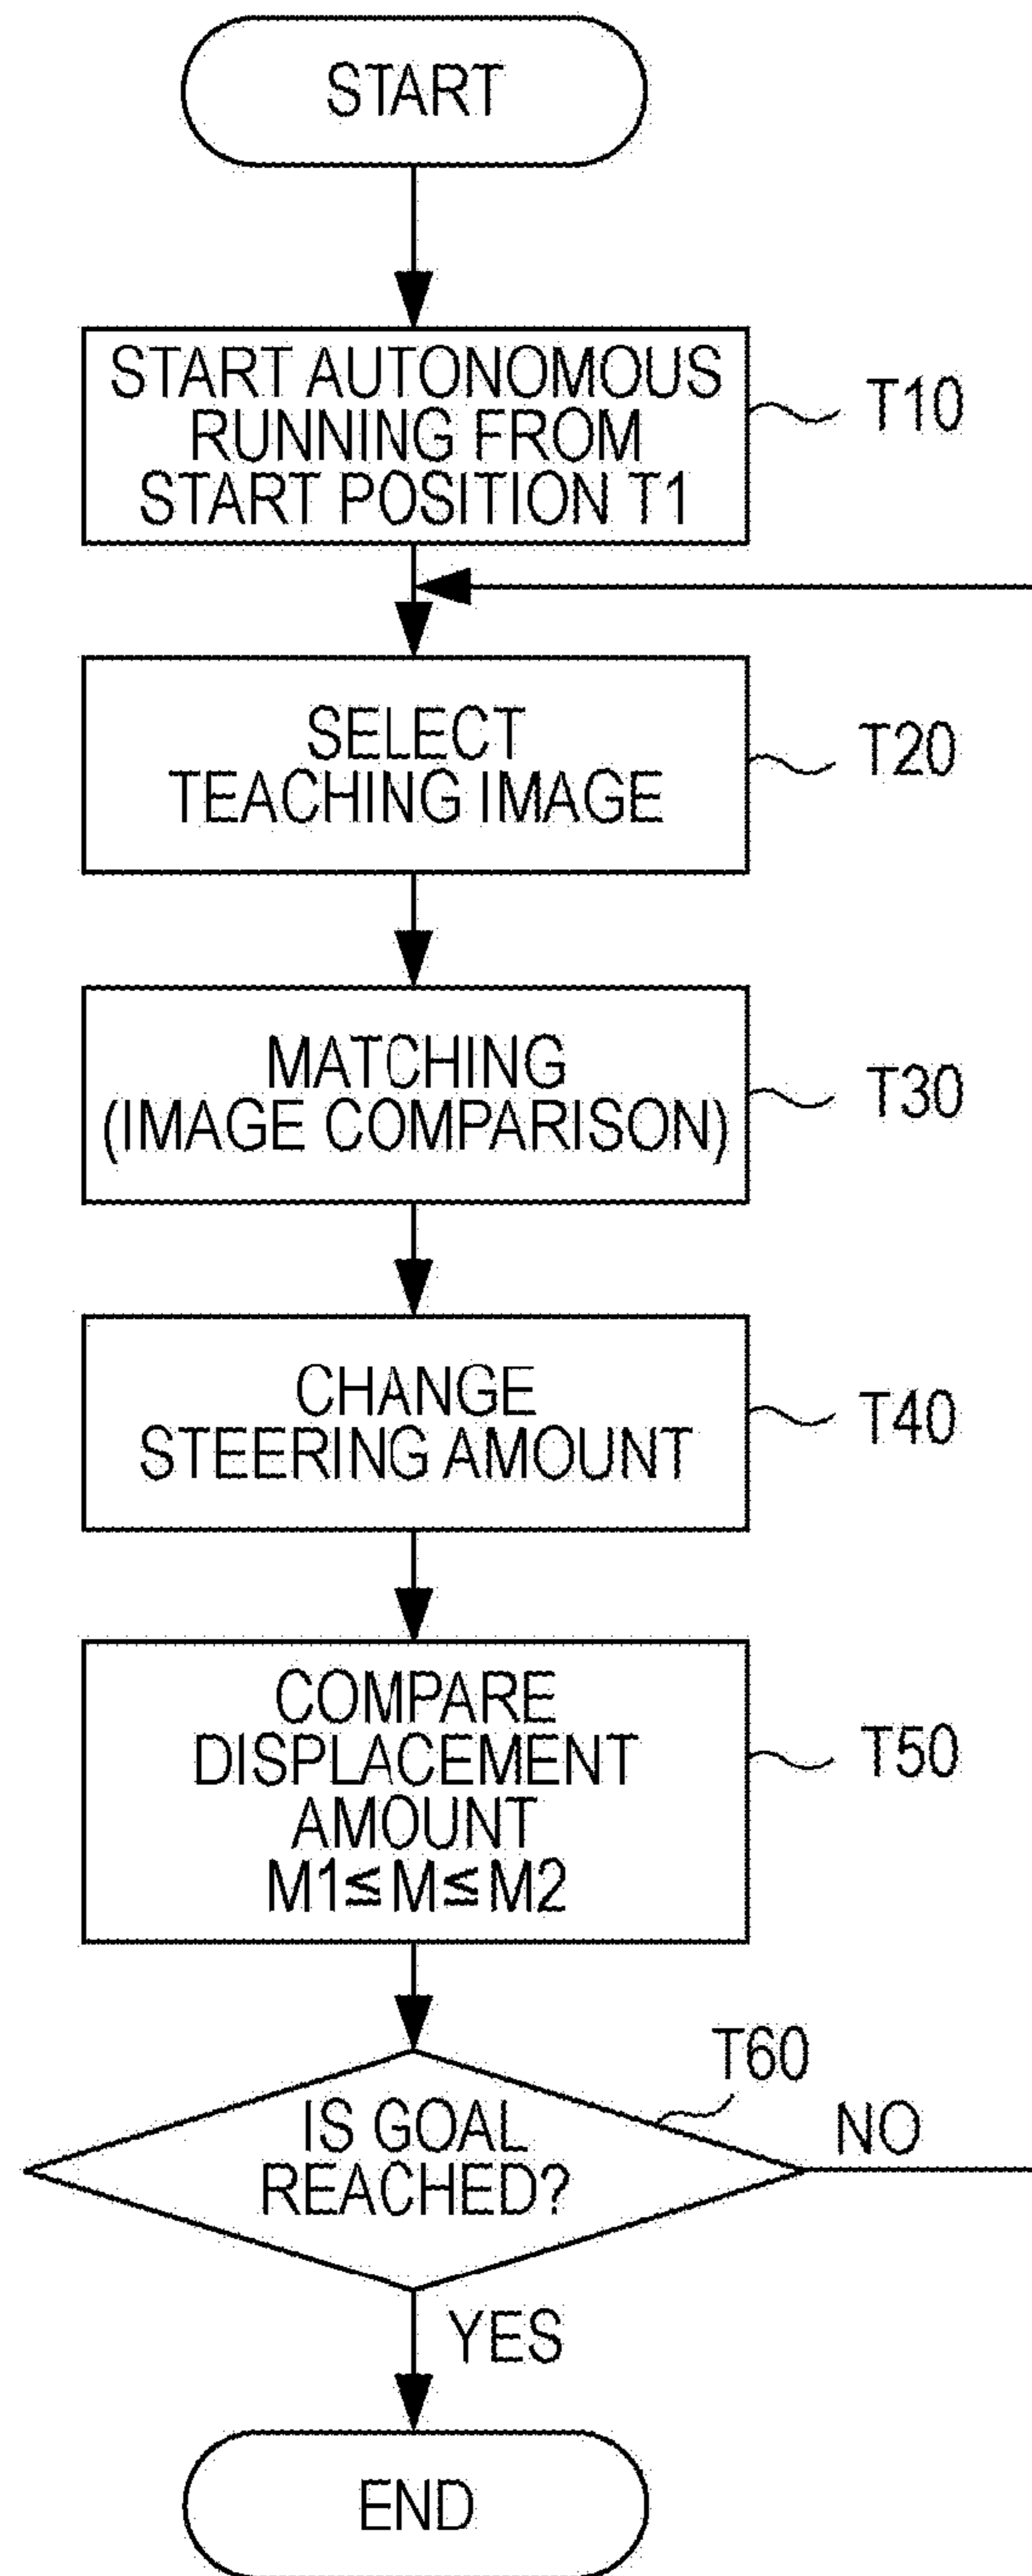 START
START AUTONOMOUS
RUNNING FROM
START POSITION T1
T10
SELECT
TEACHING IMAGE
T20
MATCHING
(IMAGE COMPARISON)
T30
CHANGE
STEERING AMOUNT
T40
COMPARE
DISPLACEMENT
AMOUNT
M1≦M≦M2
T50
T60
IS GOAL
REACHED?
NO
YES
END